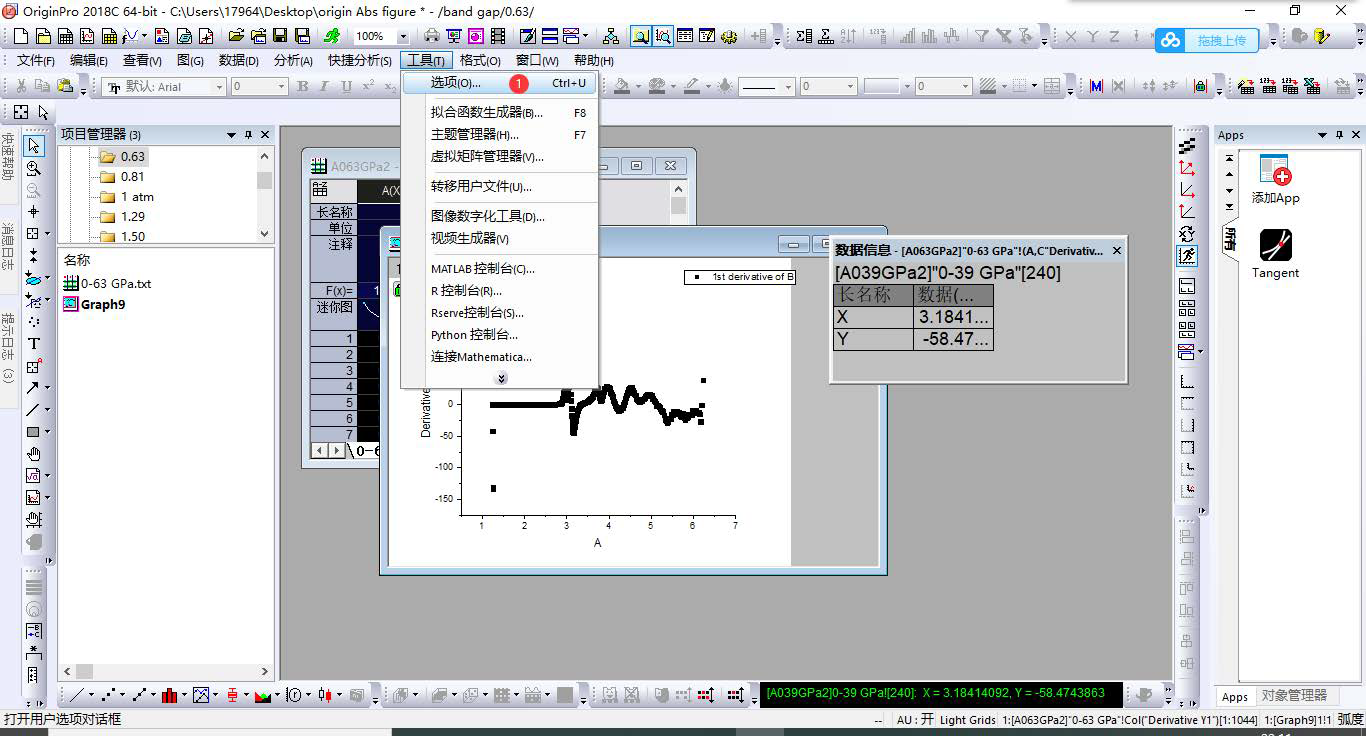 OriginPro 2018C 64-bit - C:\Users\17964\Desktop\origin Abs figure * - /band gap/0.63/
100%
拖拽上传
文件(F) 编辑(E) 查看(V) 图(G) 数据(D) 分析(A) 快捷分析(S) 工具(T) 格式(O) 窗口(W) 帮助(H)
默认: Arial 0 B I U x² x₂ 0 0
选项(O)... 1 Ctrl+U
拟合函数生成器(B)... F8
主题管理器(H)... F7
虚拟矩阵管理器(V)...
转移用户文件(U)...
图像数字化工具(D)...
视频生成器(V)
MATLAB 控制台(C)...
R 控制台(R)...
Rserve控制台(S)...
Python 控制台...
连接Mathematica...
快速帮助
消息日志
提示日志 (3)
项目管理器 (3)
0.63
0.81
1 atm
1.29
1.50
名称
0-63 GPa.txt
Graph9
A063GPa2 -
A(X
长名称
单位
注释
F(x)= 1
迷你图
1
2
3
4
5
6
7
0-6
1
1st derivative of B
Derivative
0
-50
-100
-150
1 2 3 4 5 6 7
A
数据信息 - [A063GPa2]"0-63 GPa"!(A,C"Derivativ...
[A039GPa2]"0-39 GPa"[240]
长名称 数据(...
X 3.1841...
Y -58.47...
Apps
所有
添加App
Tangent
Apps 对象管理器
[A039GPa2]0-39 GPa![240]: X = 3.18414092, Y = -58.4743863
打开用户选项对话框
-- AU : 开 Light Grids 1:[A063GPa2]"0-63 GPa"!Col("Derivative Y1")[1:1044] 1:[Graph9]1!1 弧度